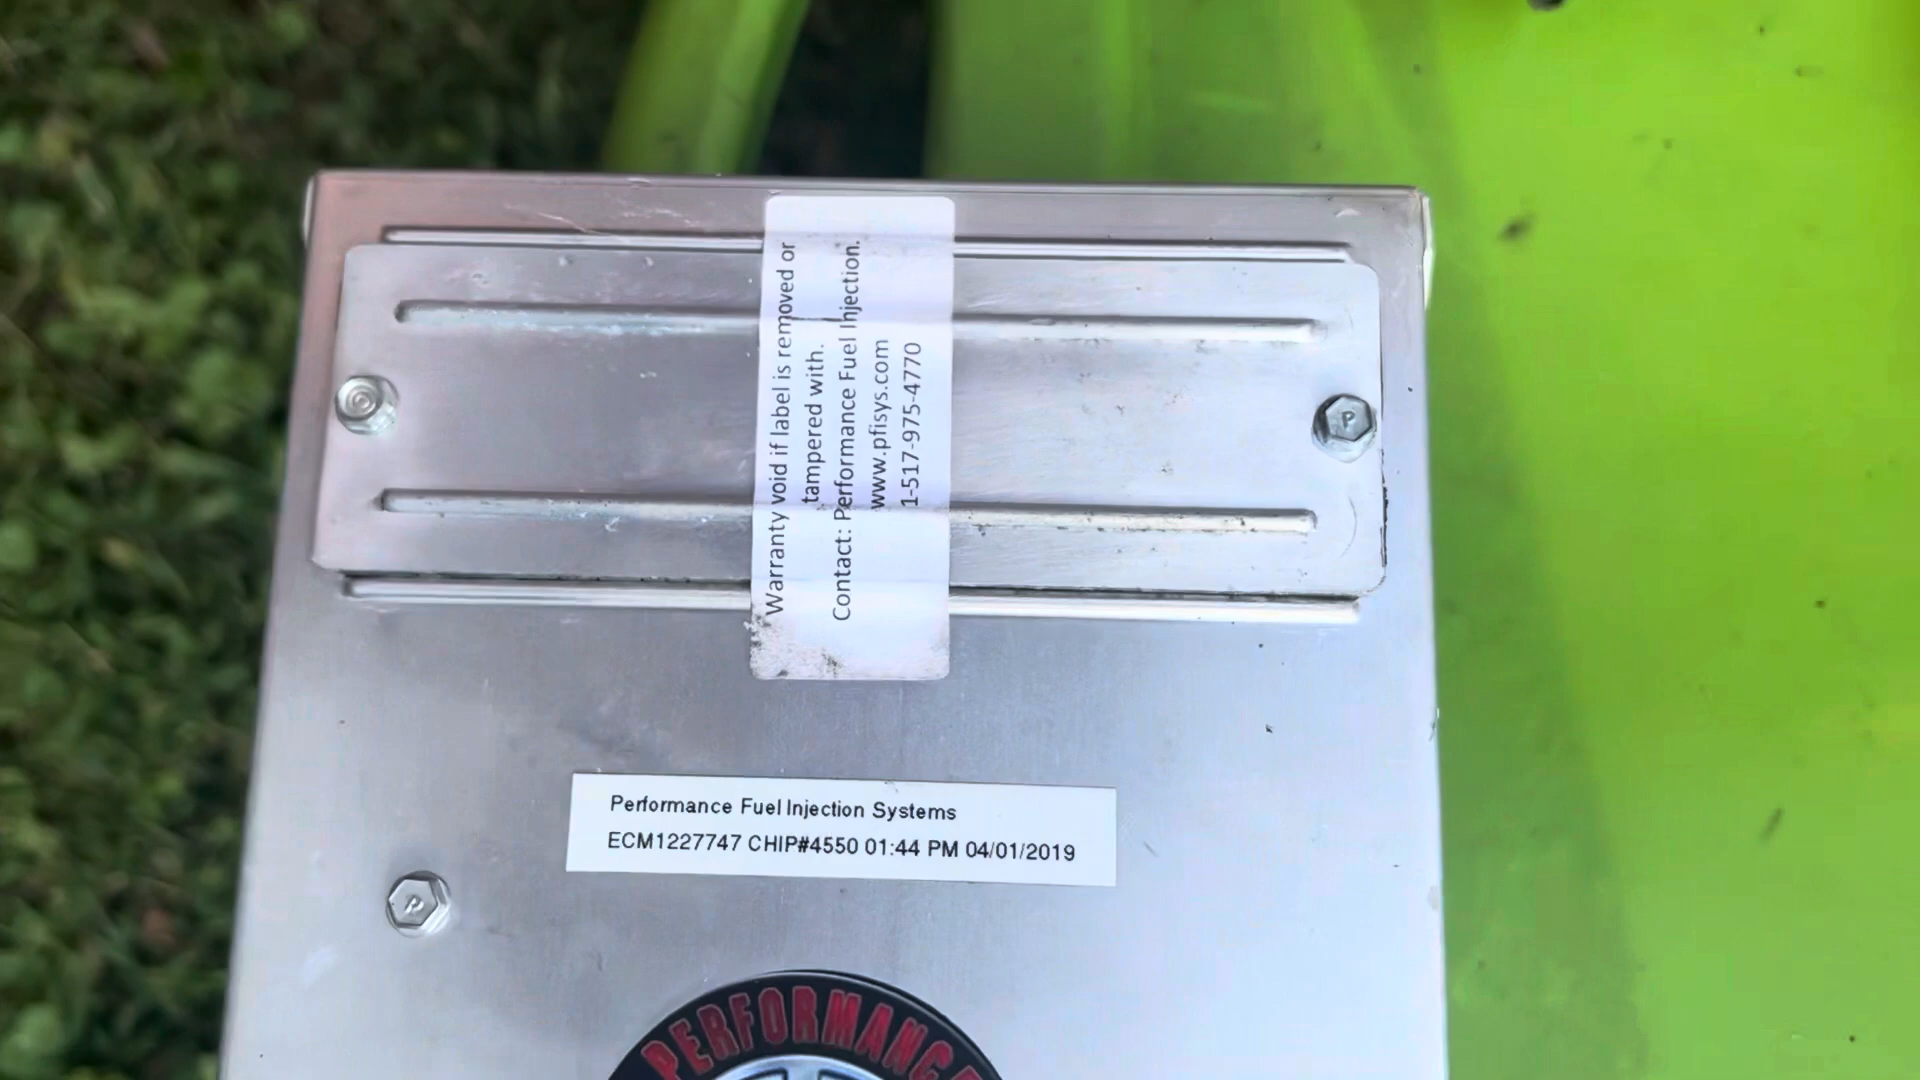 Warranty void if label is removed or
tampered with.
Contact: Performance Fuel Injection.
www.pfisys.com
1-517-975-4770
Performance Fuel Injection Systems
ECM1227747 CHIP#4550 01:44 PM 04/01/2019
PERFORMANCE
P